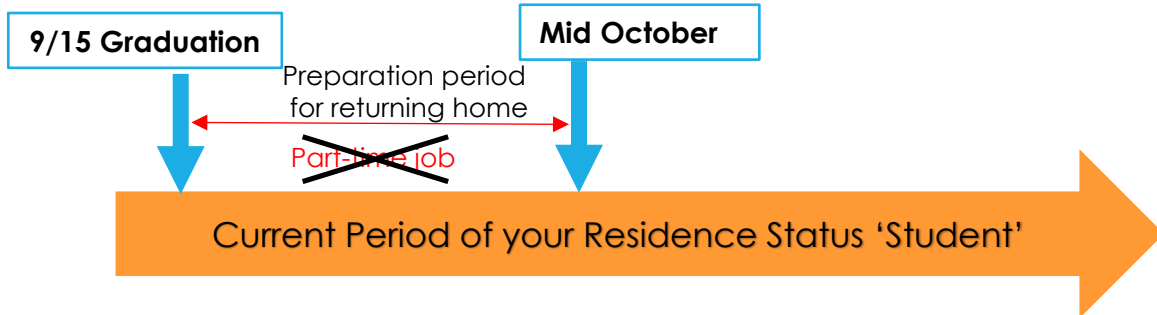 9/15 Graduation
Mid October
Preparation period
for returning home
Part-time job
Current Period of your Residence Status ‘Student’